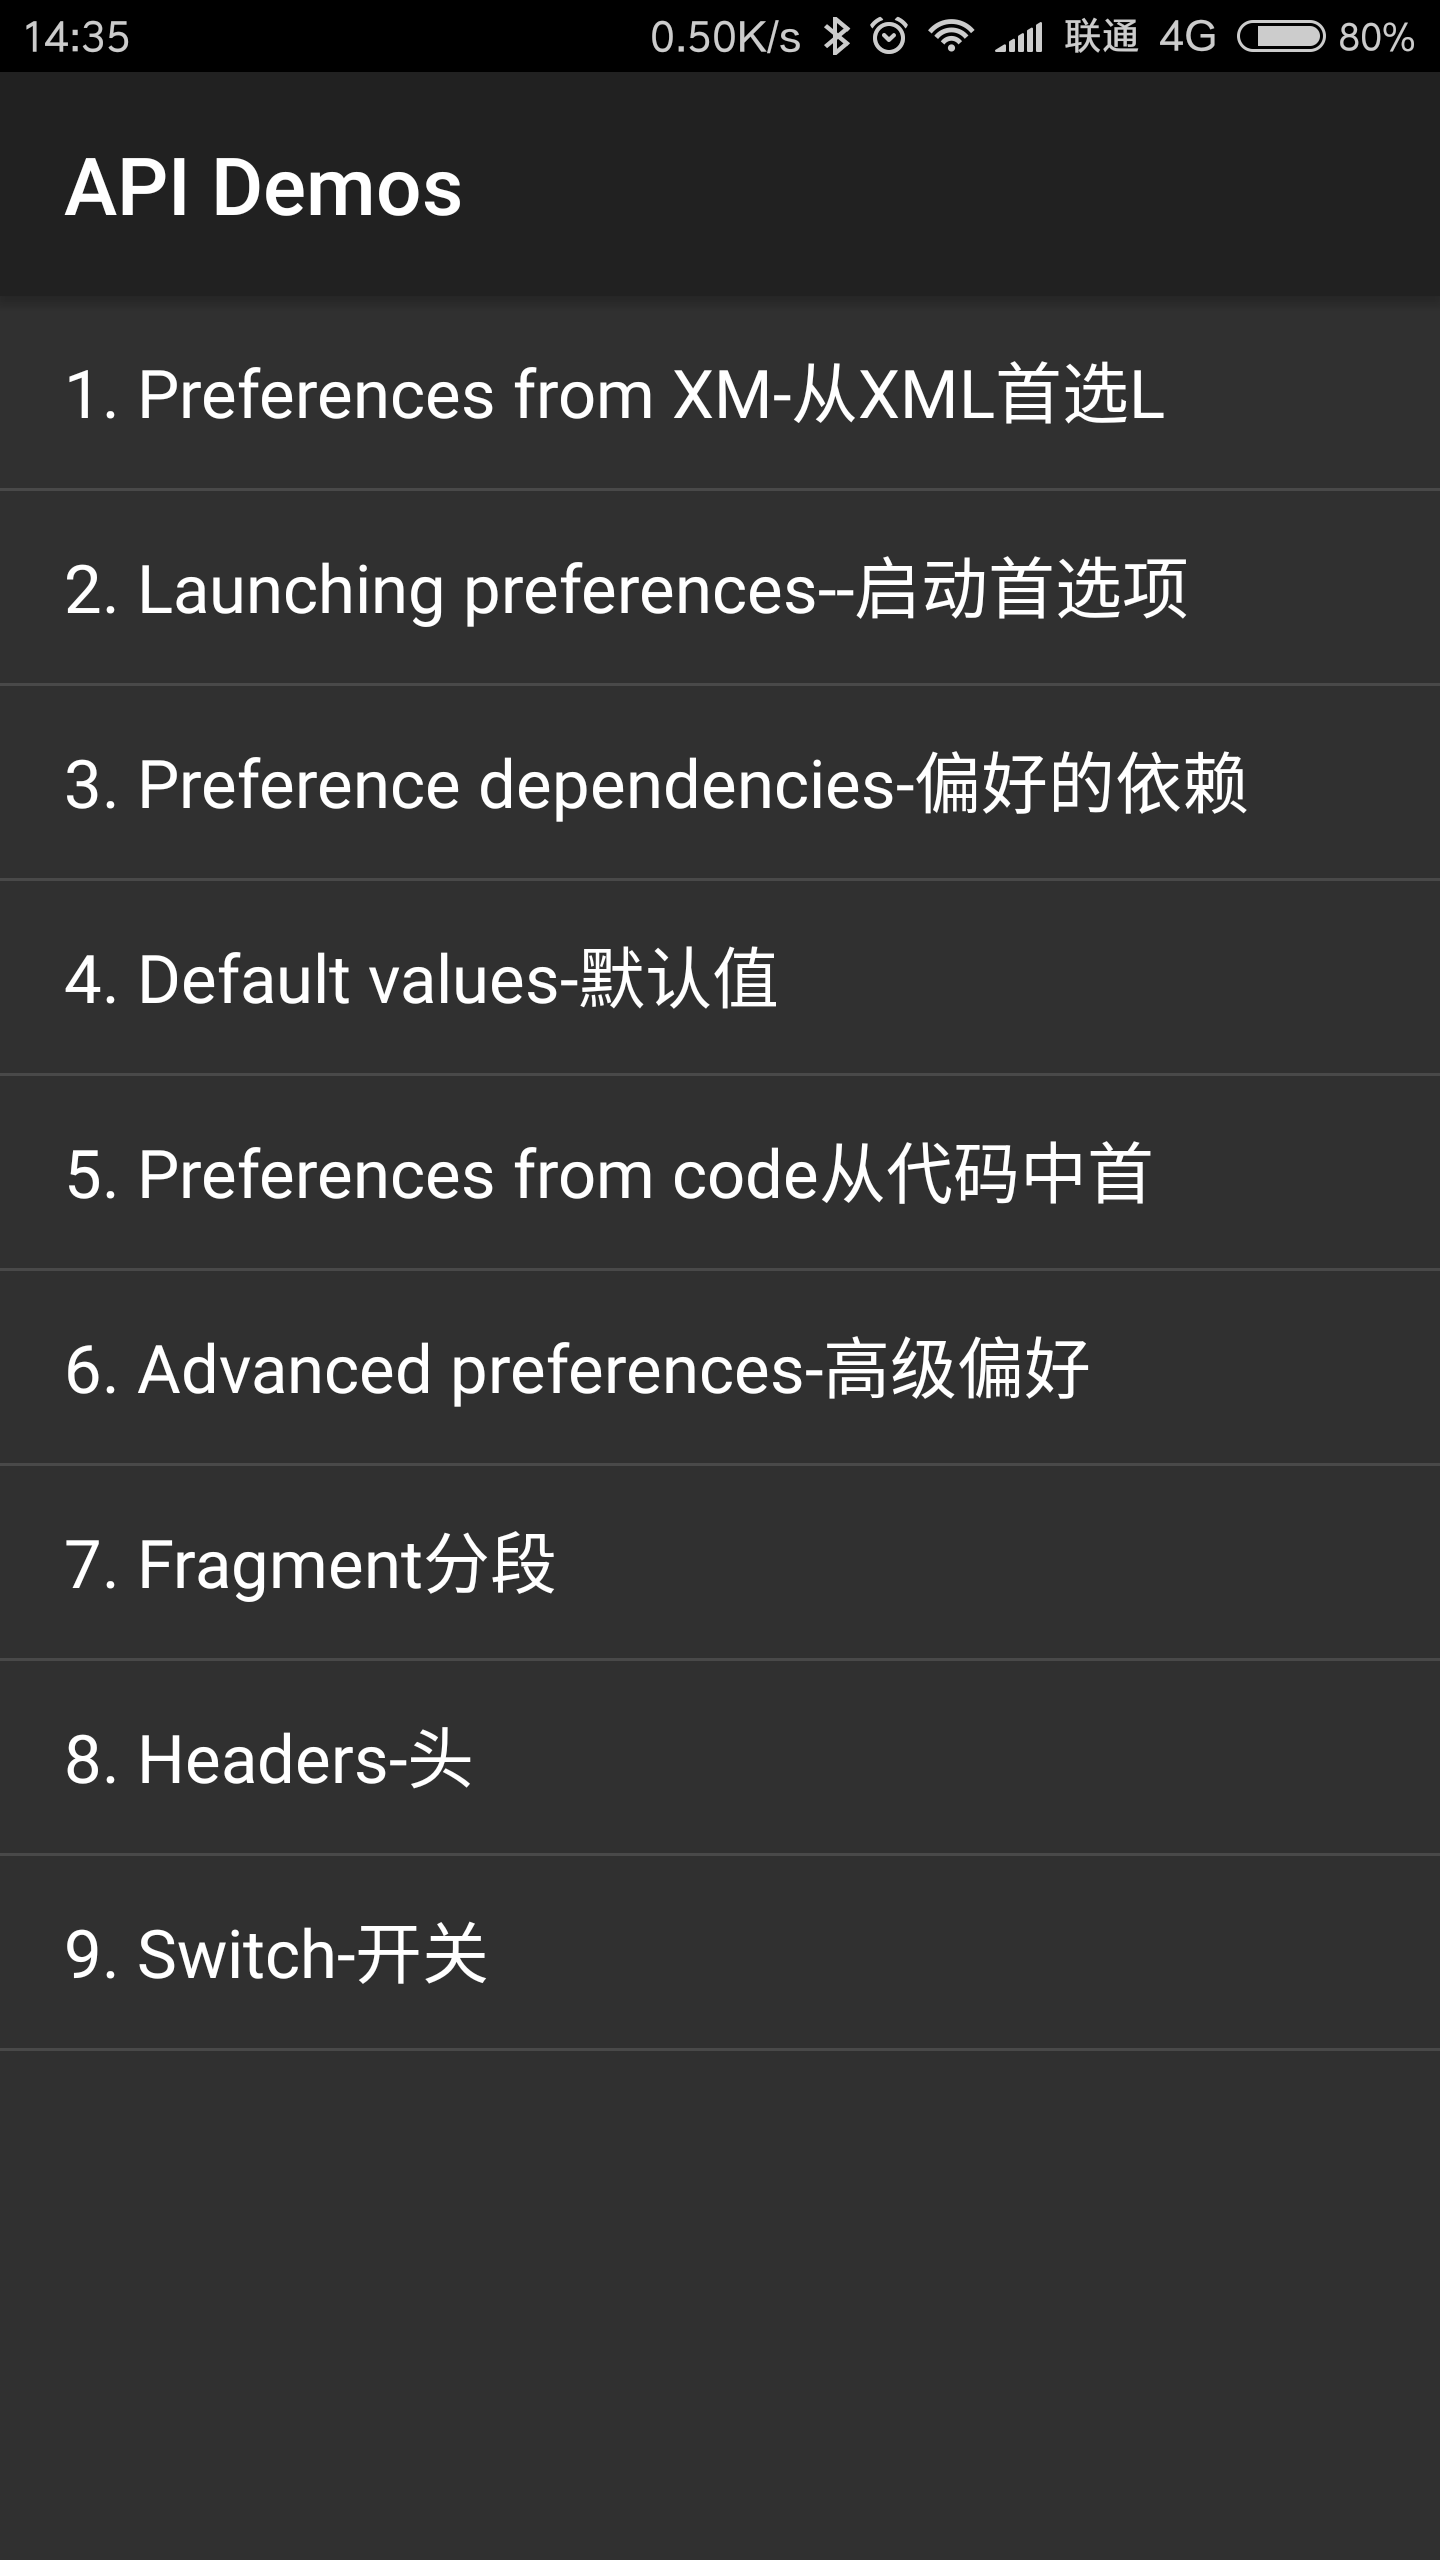 14:35 0.50K/s 联通 4G 80%
API Demos
1. Preferences from XM-从XML首选L
2. Launching preferences--启动首选项
3. Preference dependencies-偏好的依赖
4. Default values-默认值
5. Preferences from code从代码中首
6. Advanced preferences-高级偏好
7. Fragment分段
8. Headers-头
9. Switch-开关